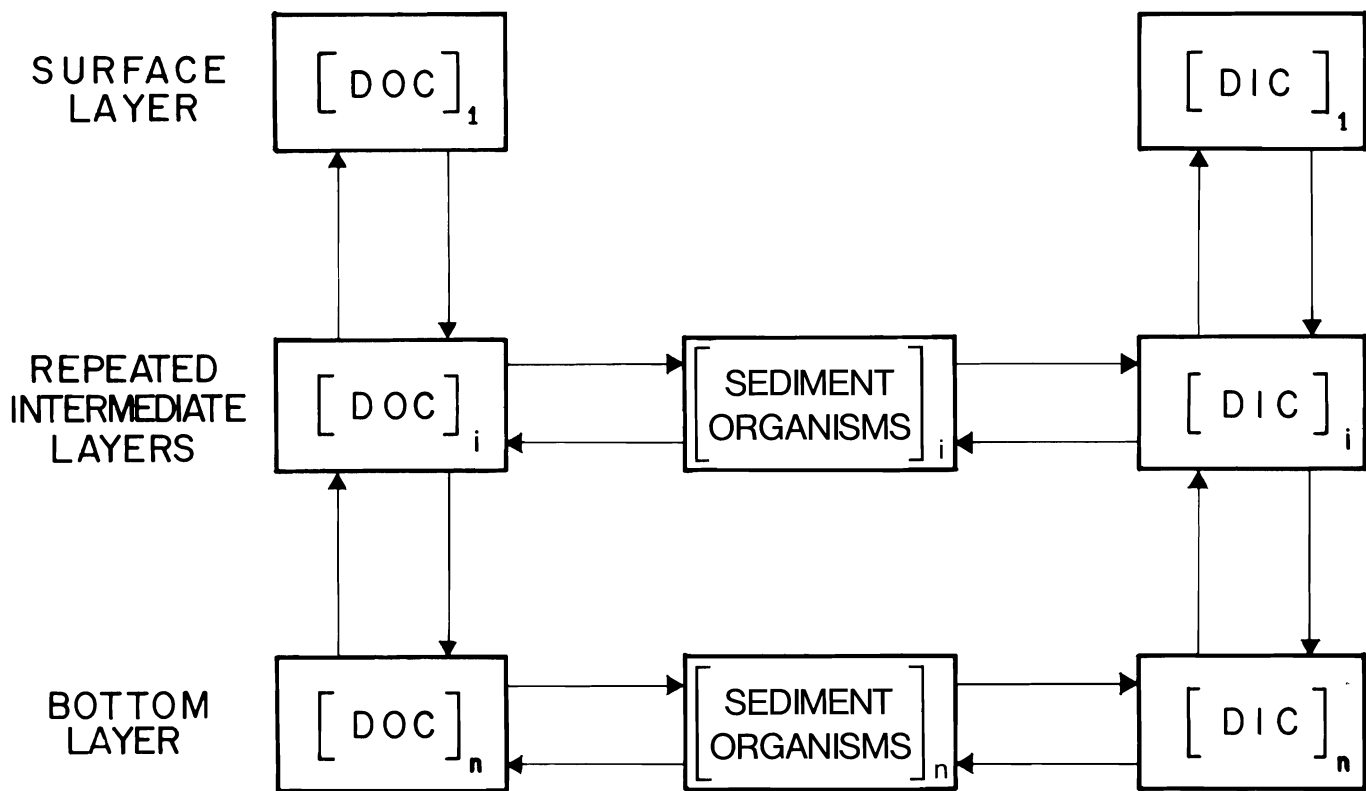 SURFACE
LAYER
[DOC]1
[DIC]1
REPEATED
INTERMEDIATE
LAYERS
[DOC]i
[SEDIMENT
ORGANISMS]i
[DIC]i
BOTTOM
LAYER
[DOC]n
[SEDIMENT
ORGANISMS]n
[DIC]n